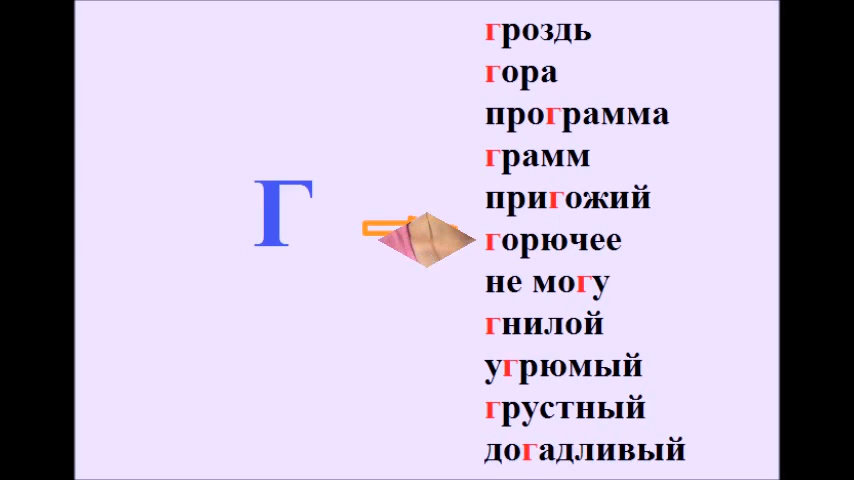 Г
гроздь
гора
программа
грамм
пригожий
горючее
не могу
гнилой
угрюмый
грустный
догадливый